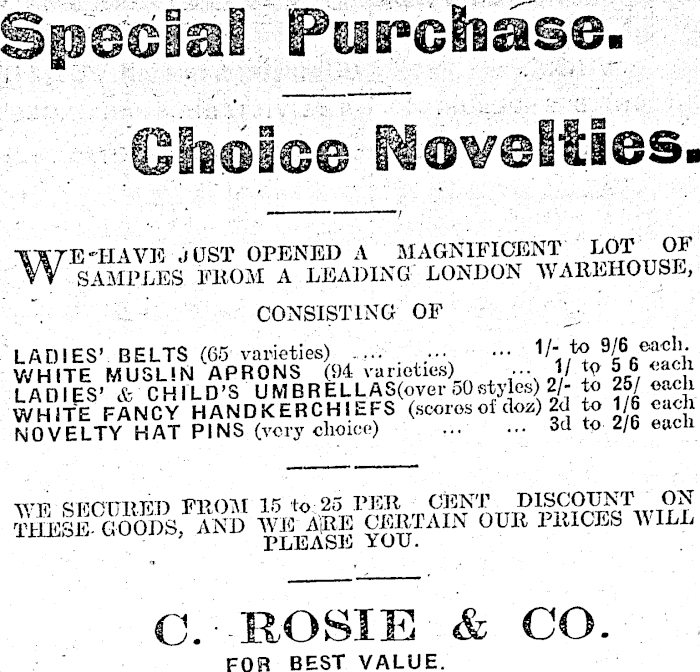 Special Purchase.
Choice Novelties.
WE HAVE JUST OPENED A MAGNIFICENT LOT OF
SAMPLES FROM A LEADING LONDON WAREHOUSE,
CONSISTING OF
LADIES' BELTS (65 varieties) ... ... ... 1/- to 9/6 each.
WHITE MUSLIN APRONS (94 varieties) ... 1/ to 5 6 each
LADIES' & CHILD'S UMBRELLAS (over 50 styles) 2/- to 25/ each
WHITE FANCY HANDKERCHIEFS (scores of doz) 2d to 1/6 each
NOVELTY HAT PINS (very choice) ... ... 3d to 2/6 each
WE SECURED FROM 15 to 25 PER CENT DISCOUNT ON
THESE GOODS, AND WE ARE CERTAIN OUR PRICES WILL
PLEASE YOU.
C. ROSIE & CO.
FOR BEST VALUE.